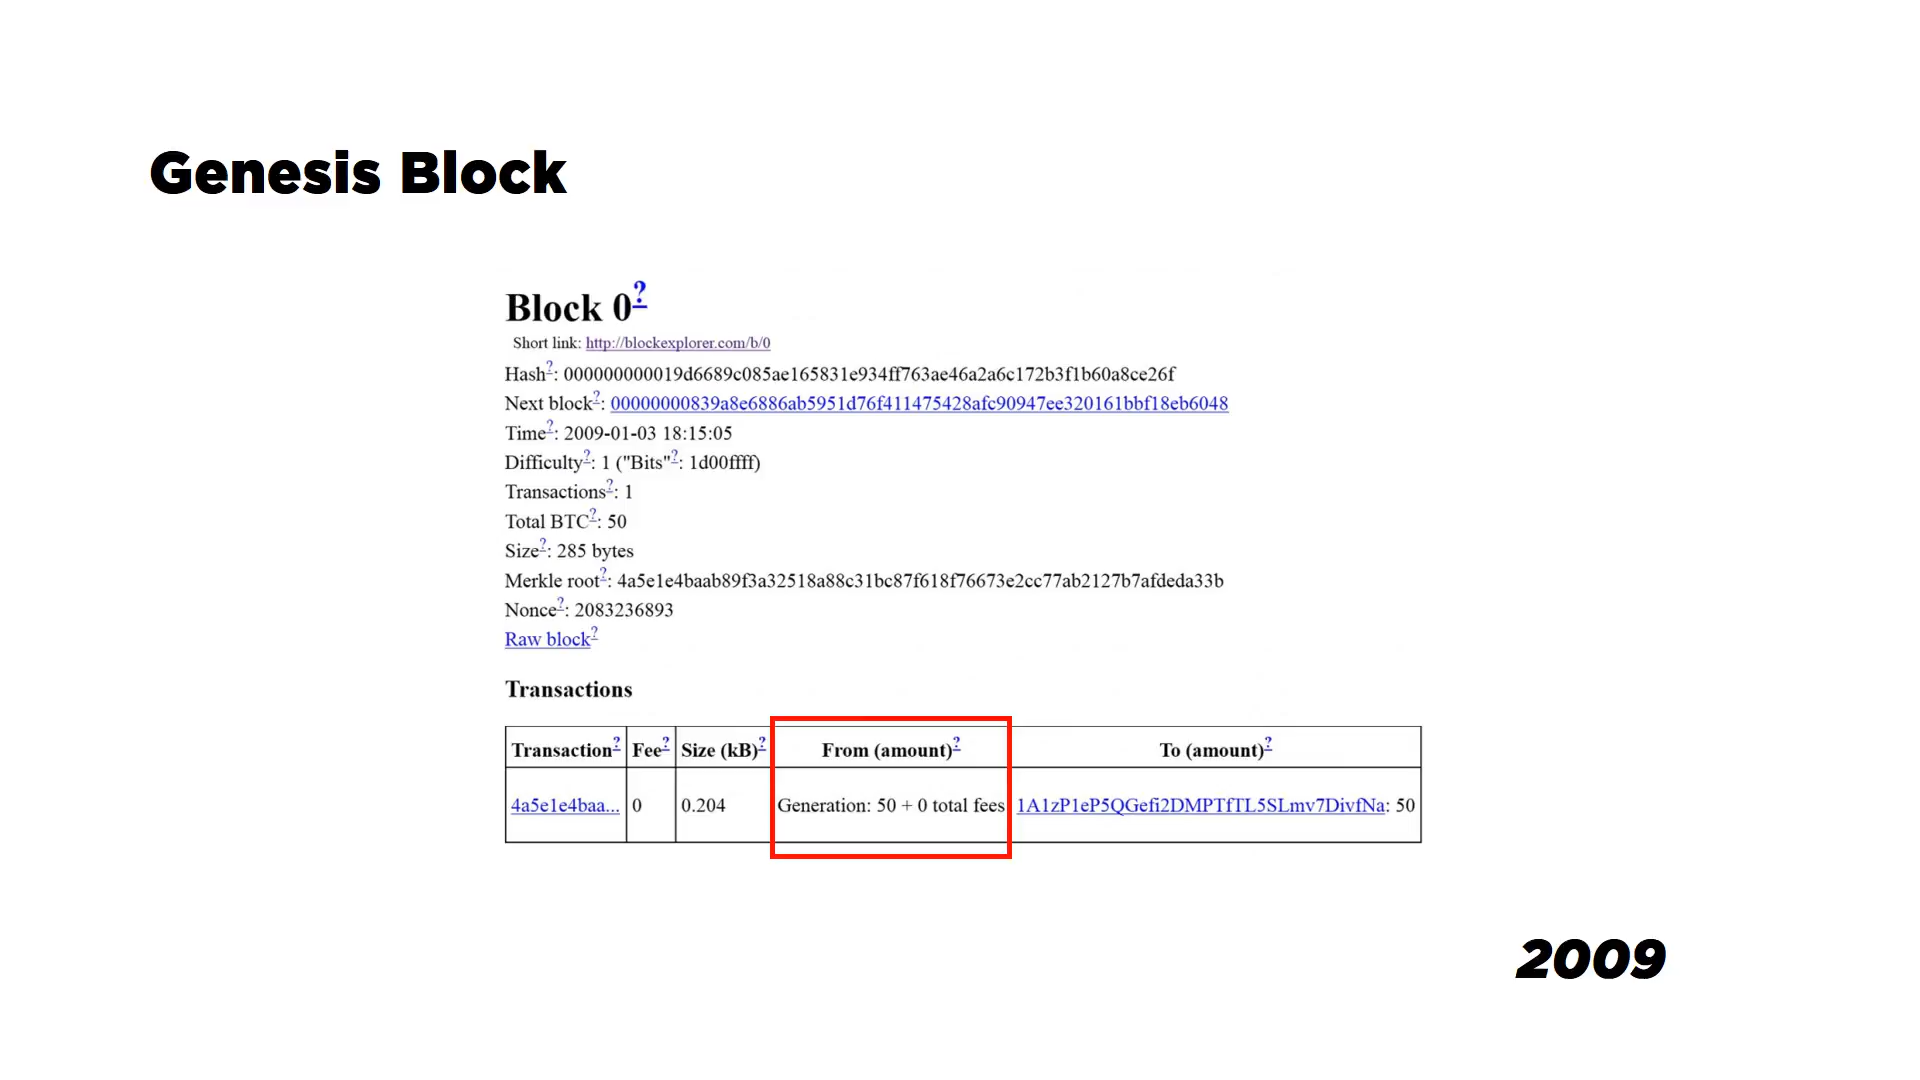 Genesis Block
Block 0?
Short link: http://blockexplorer.com/b/0
Hash?: 000000000019d6689c085ae165831e934ff763ae46a2a6c172b3f1b60a8ce26f
Next block?: 00000000839a8e6886ab5951d76f411475428afc90947ee320161bbf18eb6048
Time?: 2009-01-03 18:15:05
Difficulty?: 1 ("Bits"?: 1d00ffff)
Transactions?: 1
Total BTC?: 50
Size?: 285 bytes
Merkle root?: 4a5e1e4baab89f3a32518a88c31bc87f618f76673e2cc77ab2127b7afdeda33b
Nonce?: 2083236893
Raw block?
Transactions
Transaction? Fee? Size (kB)? From (amount)? To (amount)?
4a5e1e4baa... 0 0.204 Generation: 50 + 0 total fees 1A1zP1eP5QGefi2DMPTfTL5SLmv7DivfNa: 50
2009